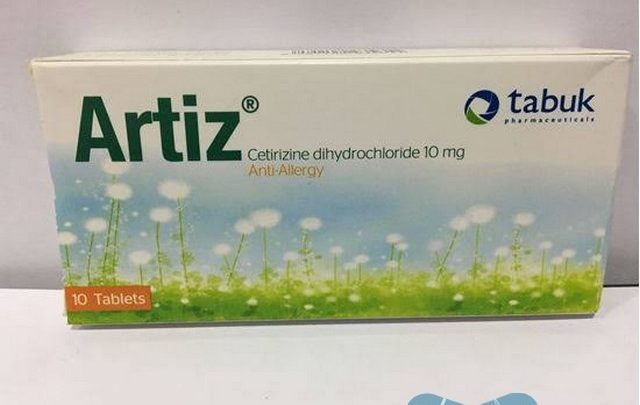 Artiz®
tabuk
pharmaceuticals
Cetirizine dihydrochloride 10 mg
Anti-Allergy
10 Tablets